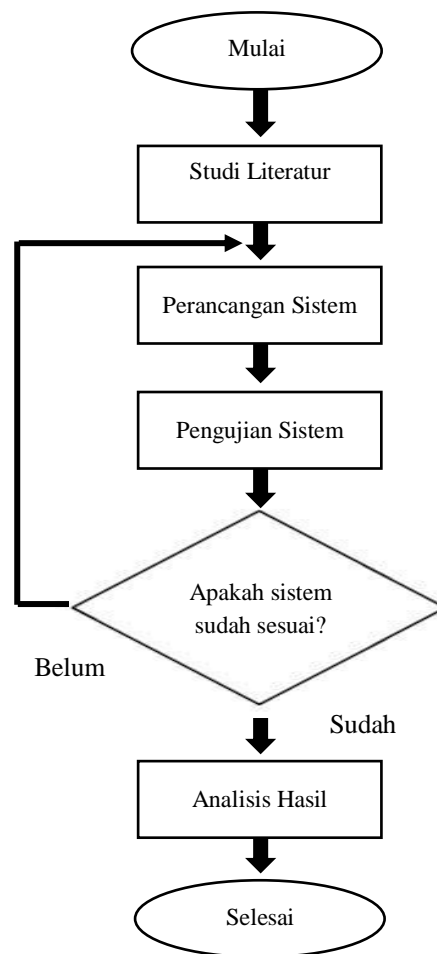 Mulai
Studi Literatur
Perancangan Sistem
Pengujian Sistem
Apakah sistem
sudah sesuai?
Belum
Sudah
Analisis Hasil
Selesai